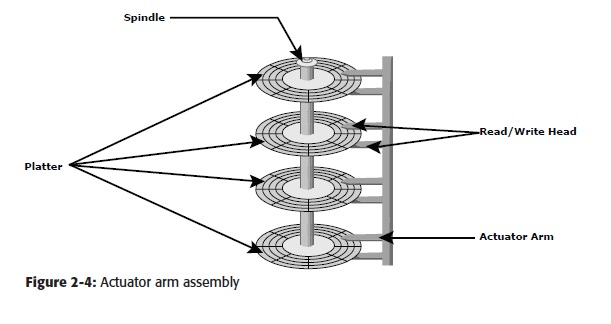 Spindle
Read/Write Head
Platter
Actuator Arm
Figure 2-4: Actuator arm assembly